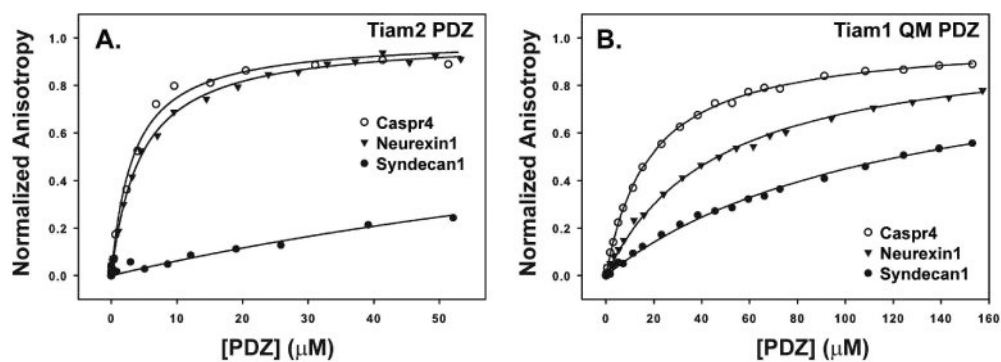 A.
Tiam2 PDZ
Normalized Anisotropy
1.0
0.8
0.6
0.4
0.2
0.0
Caspr4
Neurexin1
Syndecan1
0 10 20 30 40 50
[PDZ] (μM)
B.
Tiam1 QM PDZ
Normalized Anisotropy
1.0
0.8
0.6
0.4
0.2
0.0
Caspr4
Neurexin1
Syndecan1
0 20 40 60 80 100 120 140 160
[PDZ] (μM)